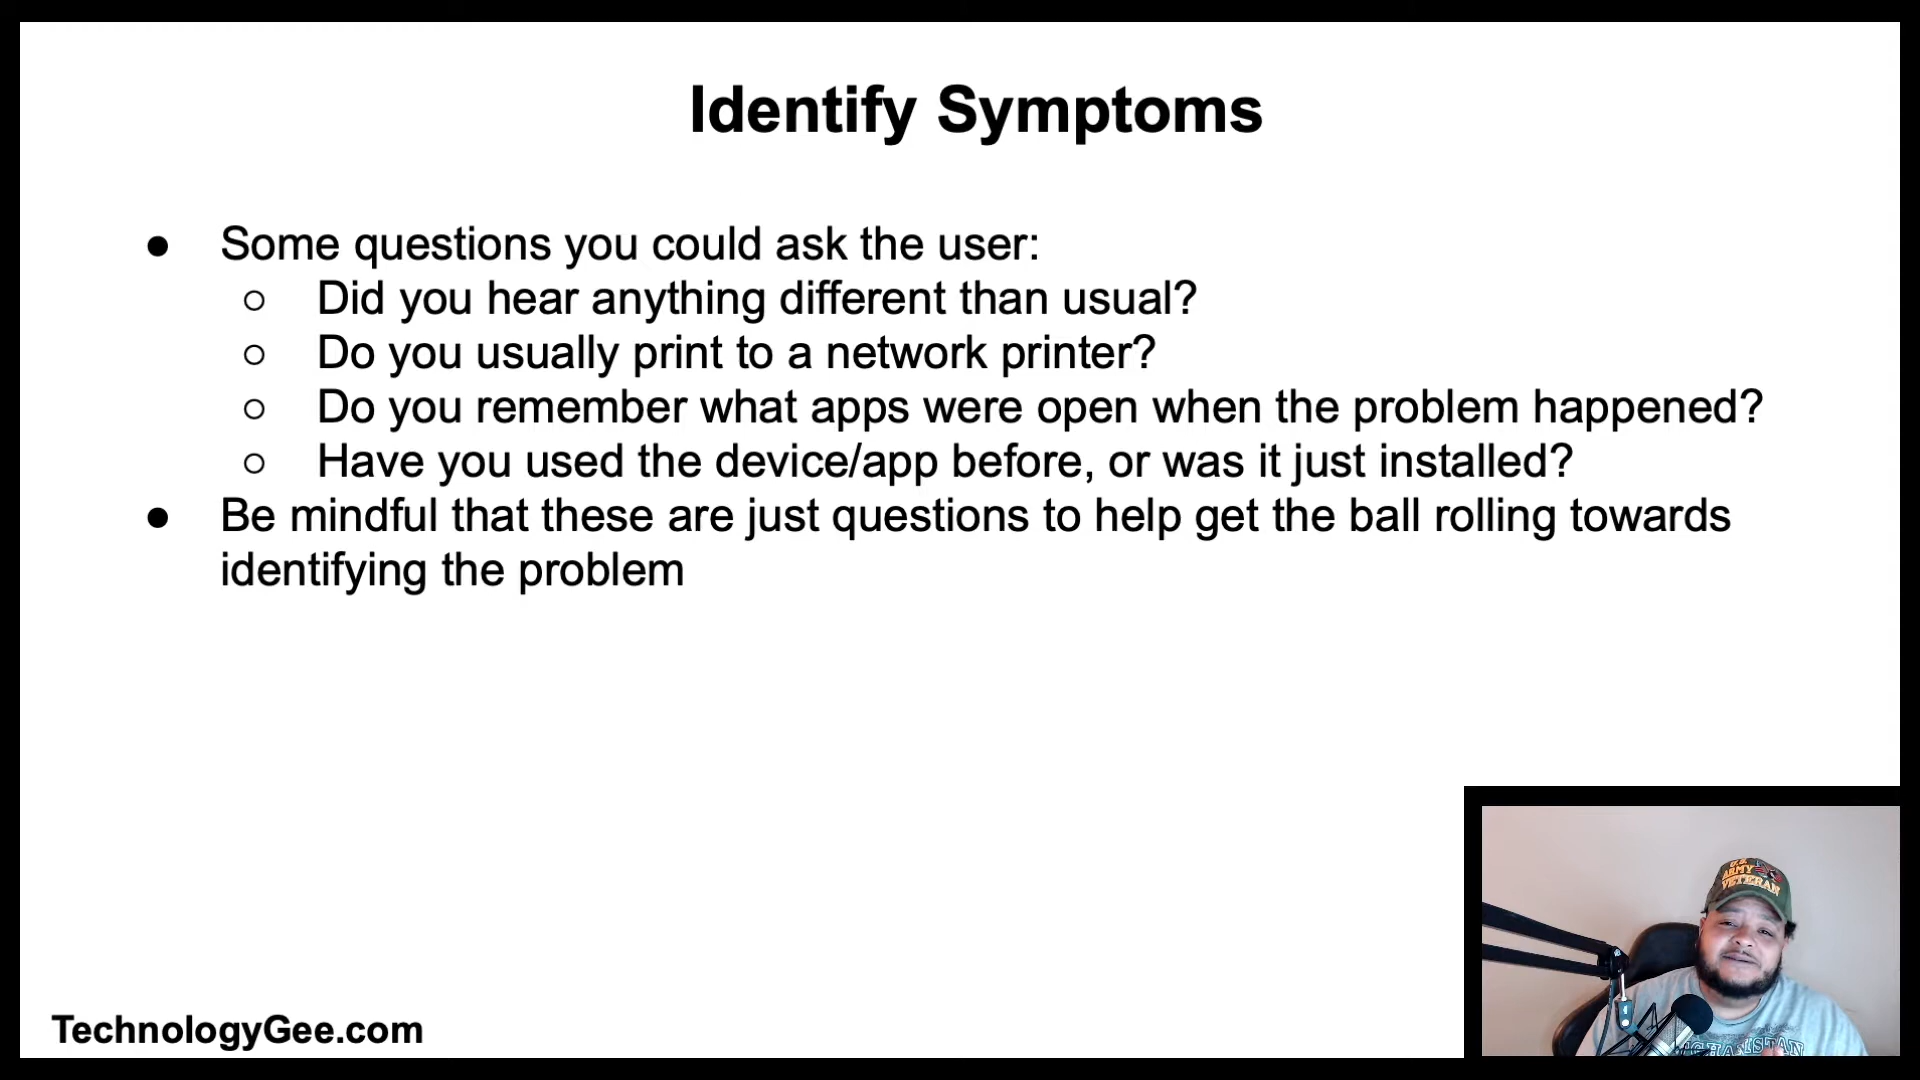 Identify Symptoms
● Some questions you could ask the user:
○ Did you hear anything different than usual?
○ Do you usually print to a network printer?
○ Do you remember what apps were open when the problem happened?
○ Have you used the device/app before, or was it just installed?
● Be mindful that these are just questions to help get the ball rolling towards
identifying the problem
U.S.
ARMY
VETERAN
TechnologyGee.com